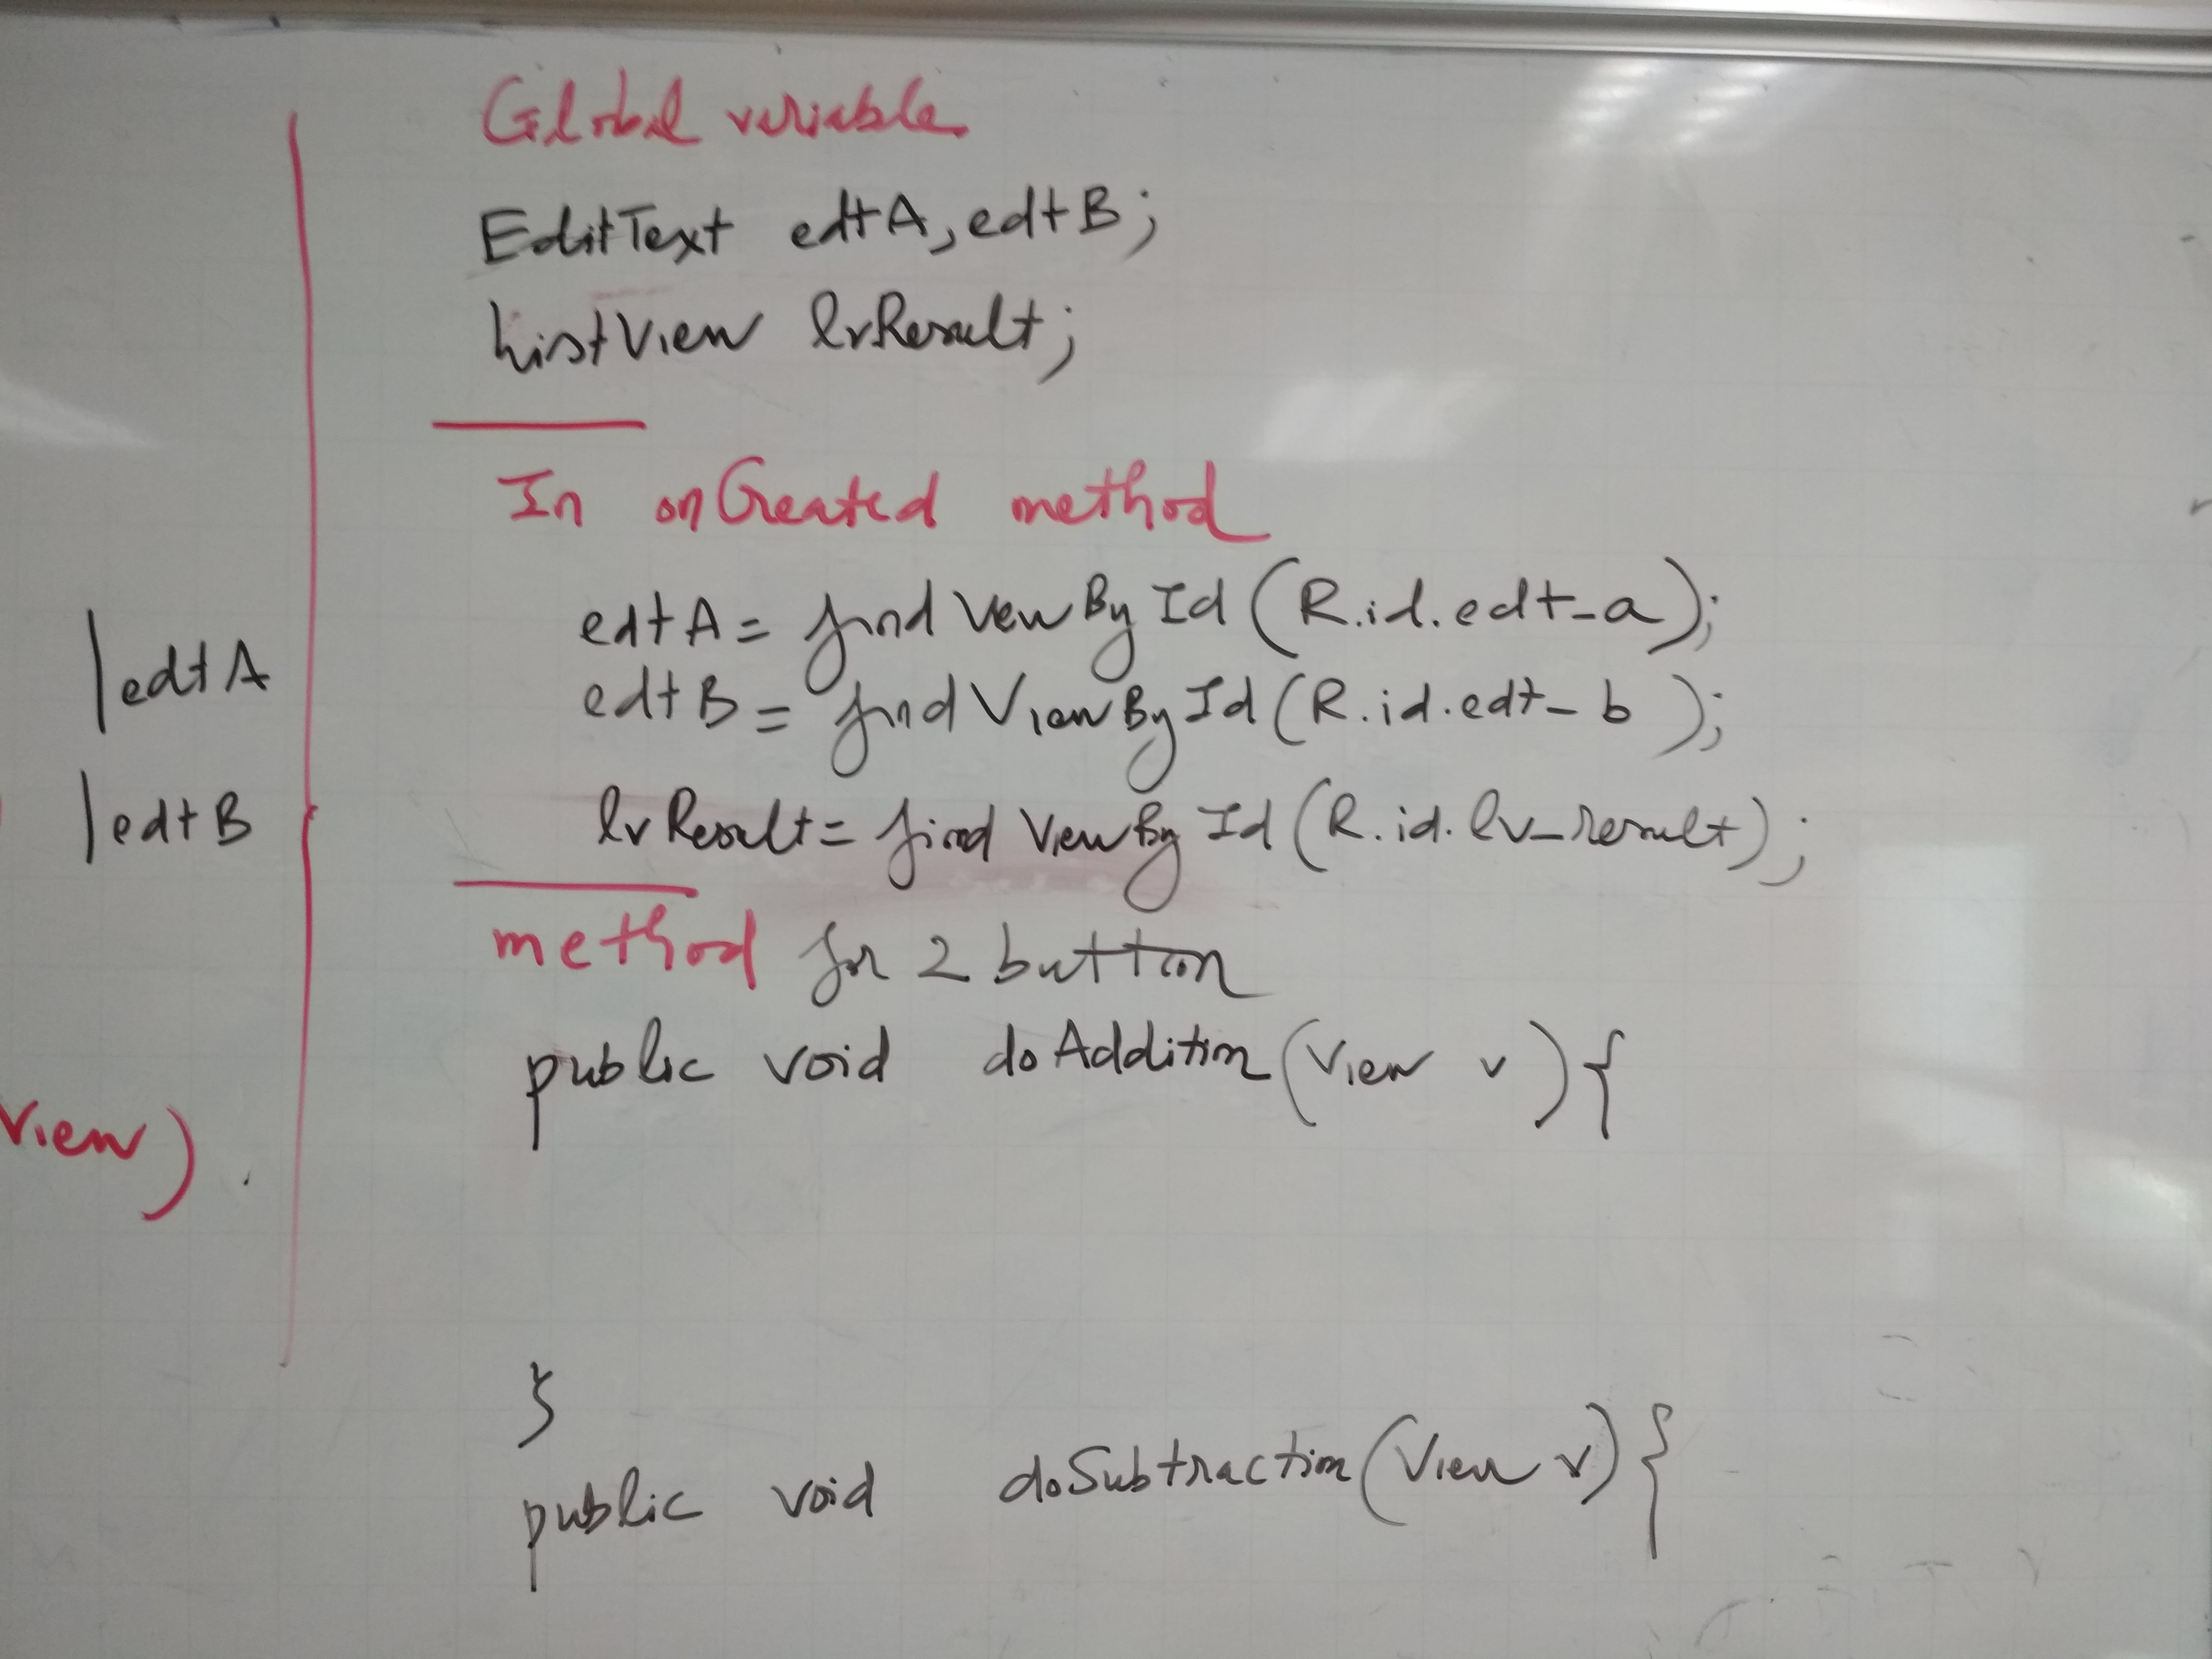 Global variable
EditText edtA, edtB;
ListView lvResult;
In onCreated method
edtA = findViewById (R.id.edt_a);
edtB = findViewById (R.id.edt_b);
lvResult = findViewById (R.id.lv_result);
method for 2 button
public void doAddition (View v) {
}
public void doSubtraction (View v) {
edtA
edtB
View)